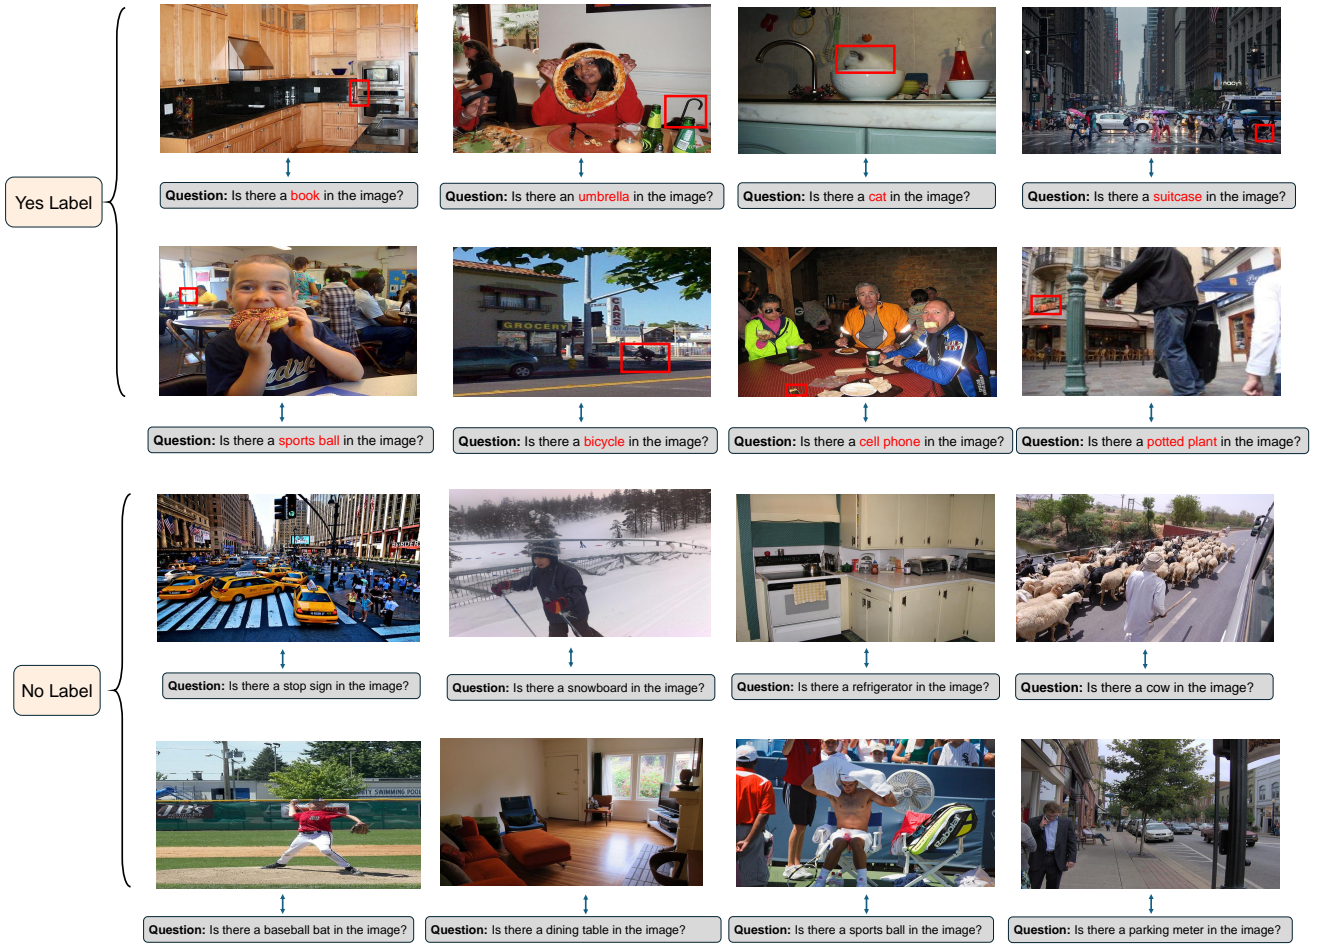 Yes Label
Question: Is there a book in the image?
Question: Is there an umbrella in the image?
Question: Is there a cat in the image?
Question: Is there a suitcase in the image?
GROCERY
CARS
Question: Is there a sports ball in the image?
Question: Is there a bicycle in the image?
Question: Is there a cell phone in the image?
Question: Is there a potted plant in the image?
No Label
Question: Is there a stop sign in the image?
Question: Is there a snowboard in the image?
Question: Is there a refrigerator in the image?
Question: Is there a cow in the image?
SWIMMING POOL
Babolat
Question: Is there a baseball bat in the image?
Question: Is there a dining table in the image?
Question: Is there a sports ball in the image?
Question: Is there a parking meter in the image?